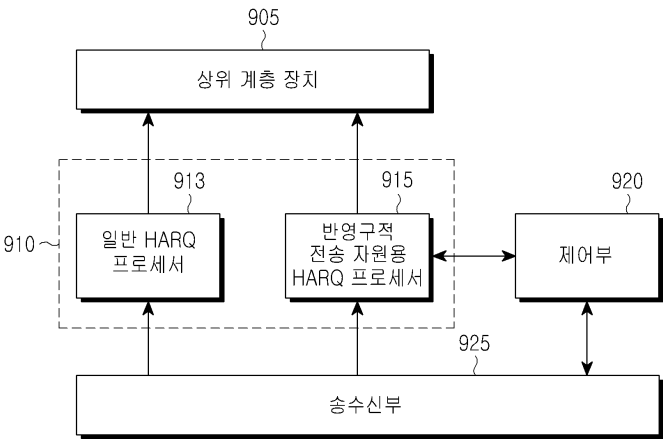 905
상위 계층 장치
910
913
일반 HARQ
프로세서
915
반영구적
전송 자원용
HARQ 프로세서
920
제어부
925
송수신부